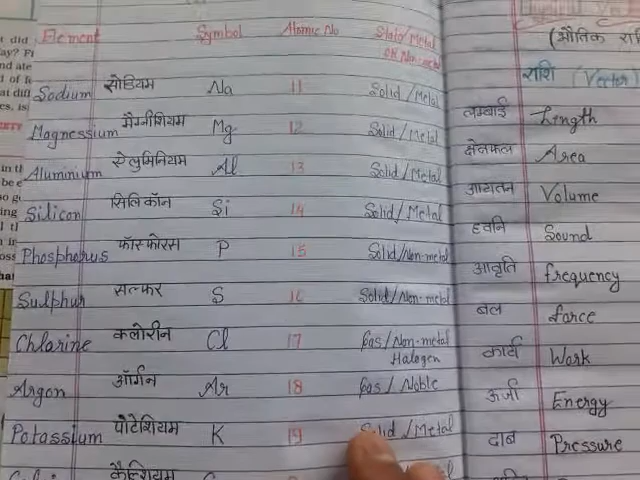 Element Symbol Atomic No State/Metal
OR Non-metal
Sodium सोडियम Na 11 Solid/Metal
Magnessium मैग्नीशियम Mg 12 Solid/Metal
Aluminium ऐलुमिनियम Al 13 Solid/Metal
Silicon सिलिकॉन Si 14 Solid/Metal
Phosphorus फॉस्फोरस P 15 Solid/Non-metal
Sulphur सल्फर S 16 Solid/Non-metal
Chlarine क्लोरीन Cl 17 Gas/Non-metal
Halogen
Argon ऑर्गन Ar 18 Gas/Noble
Potassium पोटेशियम K 19 Solid/Metal
कैल्शियम
(भौतिक
राशि (Vector)
लम्बाई Length
क्षेत्रफल Area
आयतन Volume
ध्वनि Sound
आवृति frequency
बल force
कार्य Work
ऊर्जा Energy
दाब Pressure